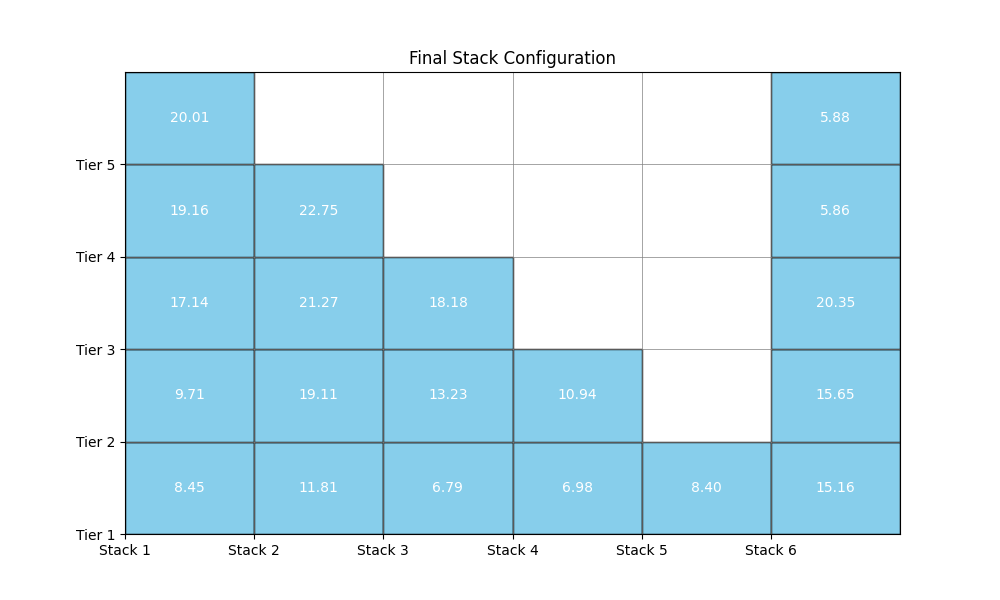 Final Stack Configuration
20.01 5.88
Tier 5
19.16 22.75 5.86
Tier 4
17.14 21.27 18.18 20.35
Tier 3
9.71 19.11 13.23 10.94 15.65
Tier 2
8.45 11.81 6.79 6.98 8.40 15.16
Tier 1
Stack 1 Stack 2 Stack 3 Stack 4 Stack 5 Stack 6